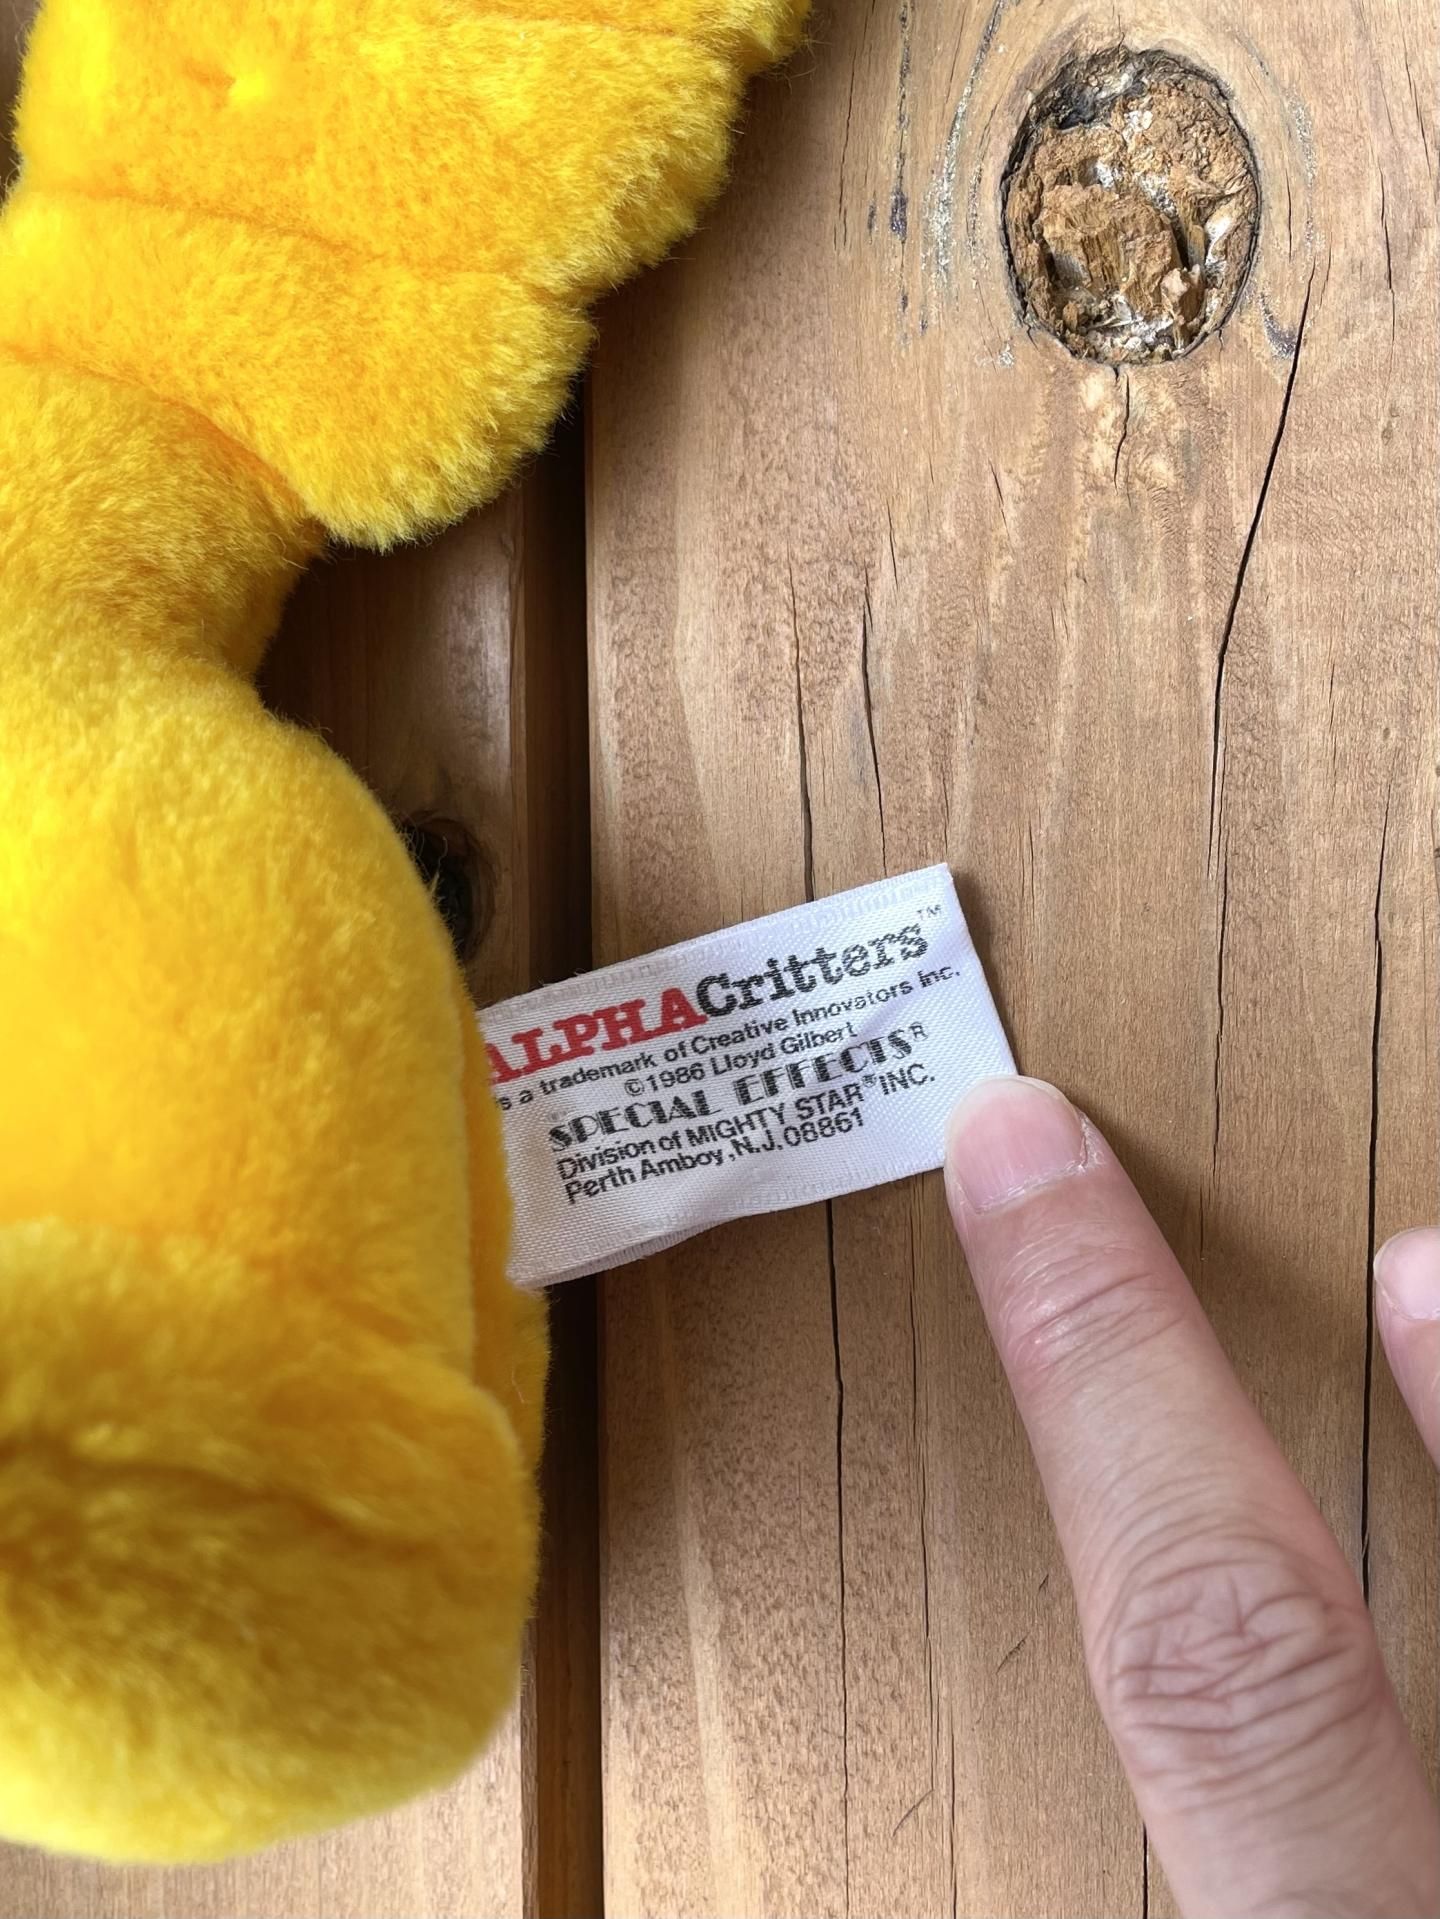 ALPHACritters™
is a trademark of Creative Innovators Inc.
©1986 Lloyd Gilbert
SPECIAL EFFECTS®
Division of MIGHTY STAR® INC.
Perth Amboy, N.J. 08861